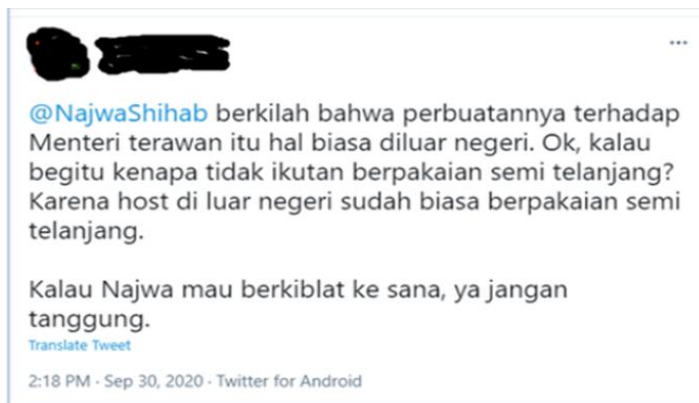 @NajwaShihab berkilah bahwa perbuatannya terhadap
Menteri terawan itu hal biasa diluar negeri. Ok, kalau
begitu kenapa tidak ikutan berpakaian semi telanjang?
Karena host di luar negeri sudah biasa berpakaian semi
telanjang.
Kalau Najwa mau berkiblat ke sana, ya jangan
tanggung.
Translate Tweet
2:18 PM · Sep 30, 2020 · Twitter for Android